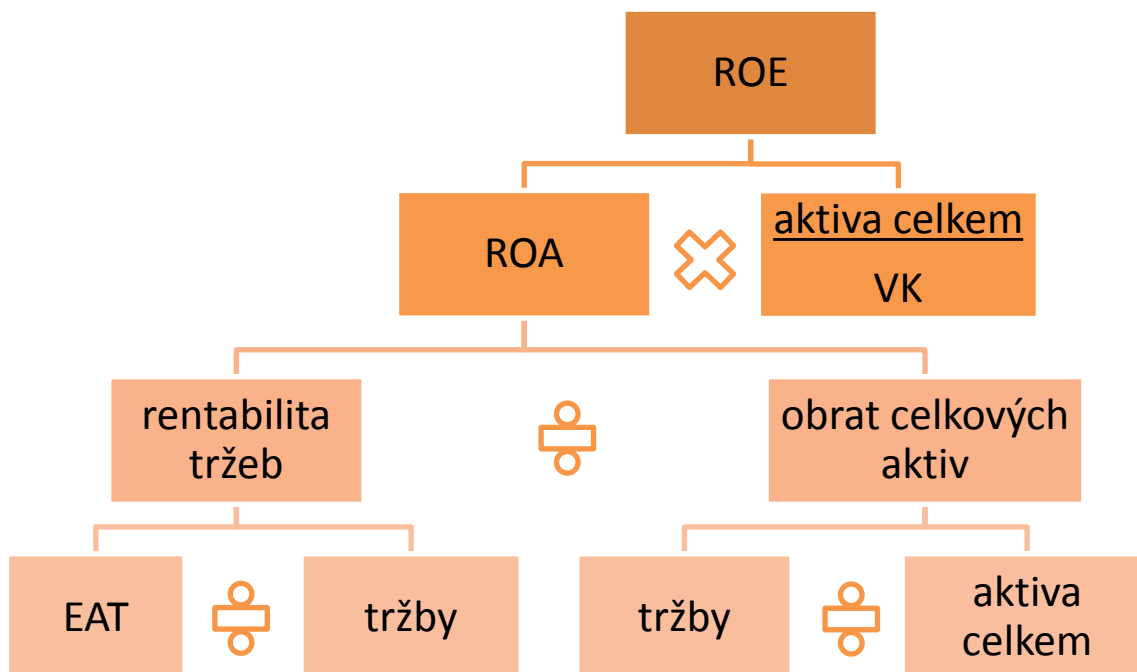 ROE
ROA
aktiva celkem
VK
rentabilita
tržeb
obrat celkových
aktiv
EAT
tržby
tržby
aktiva
celkem